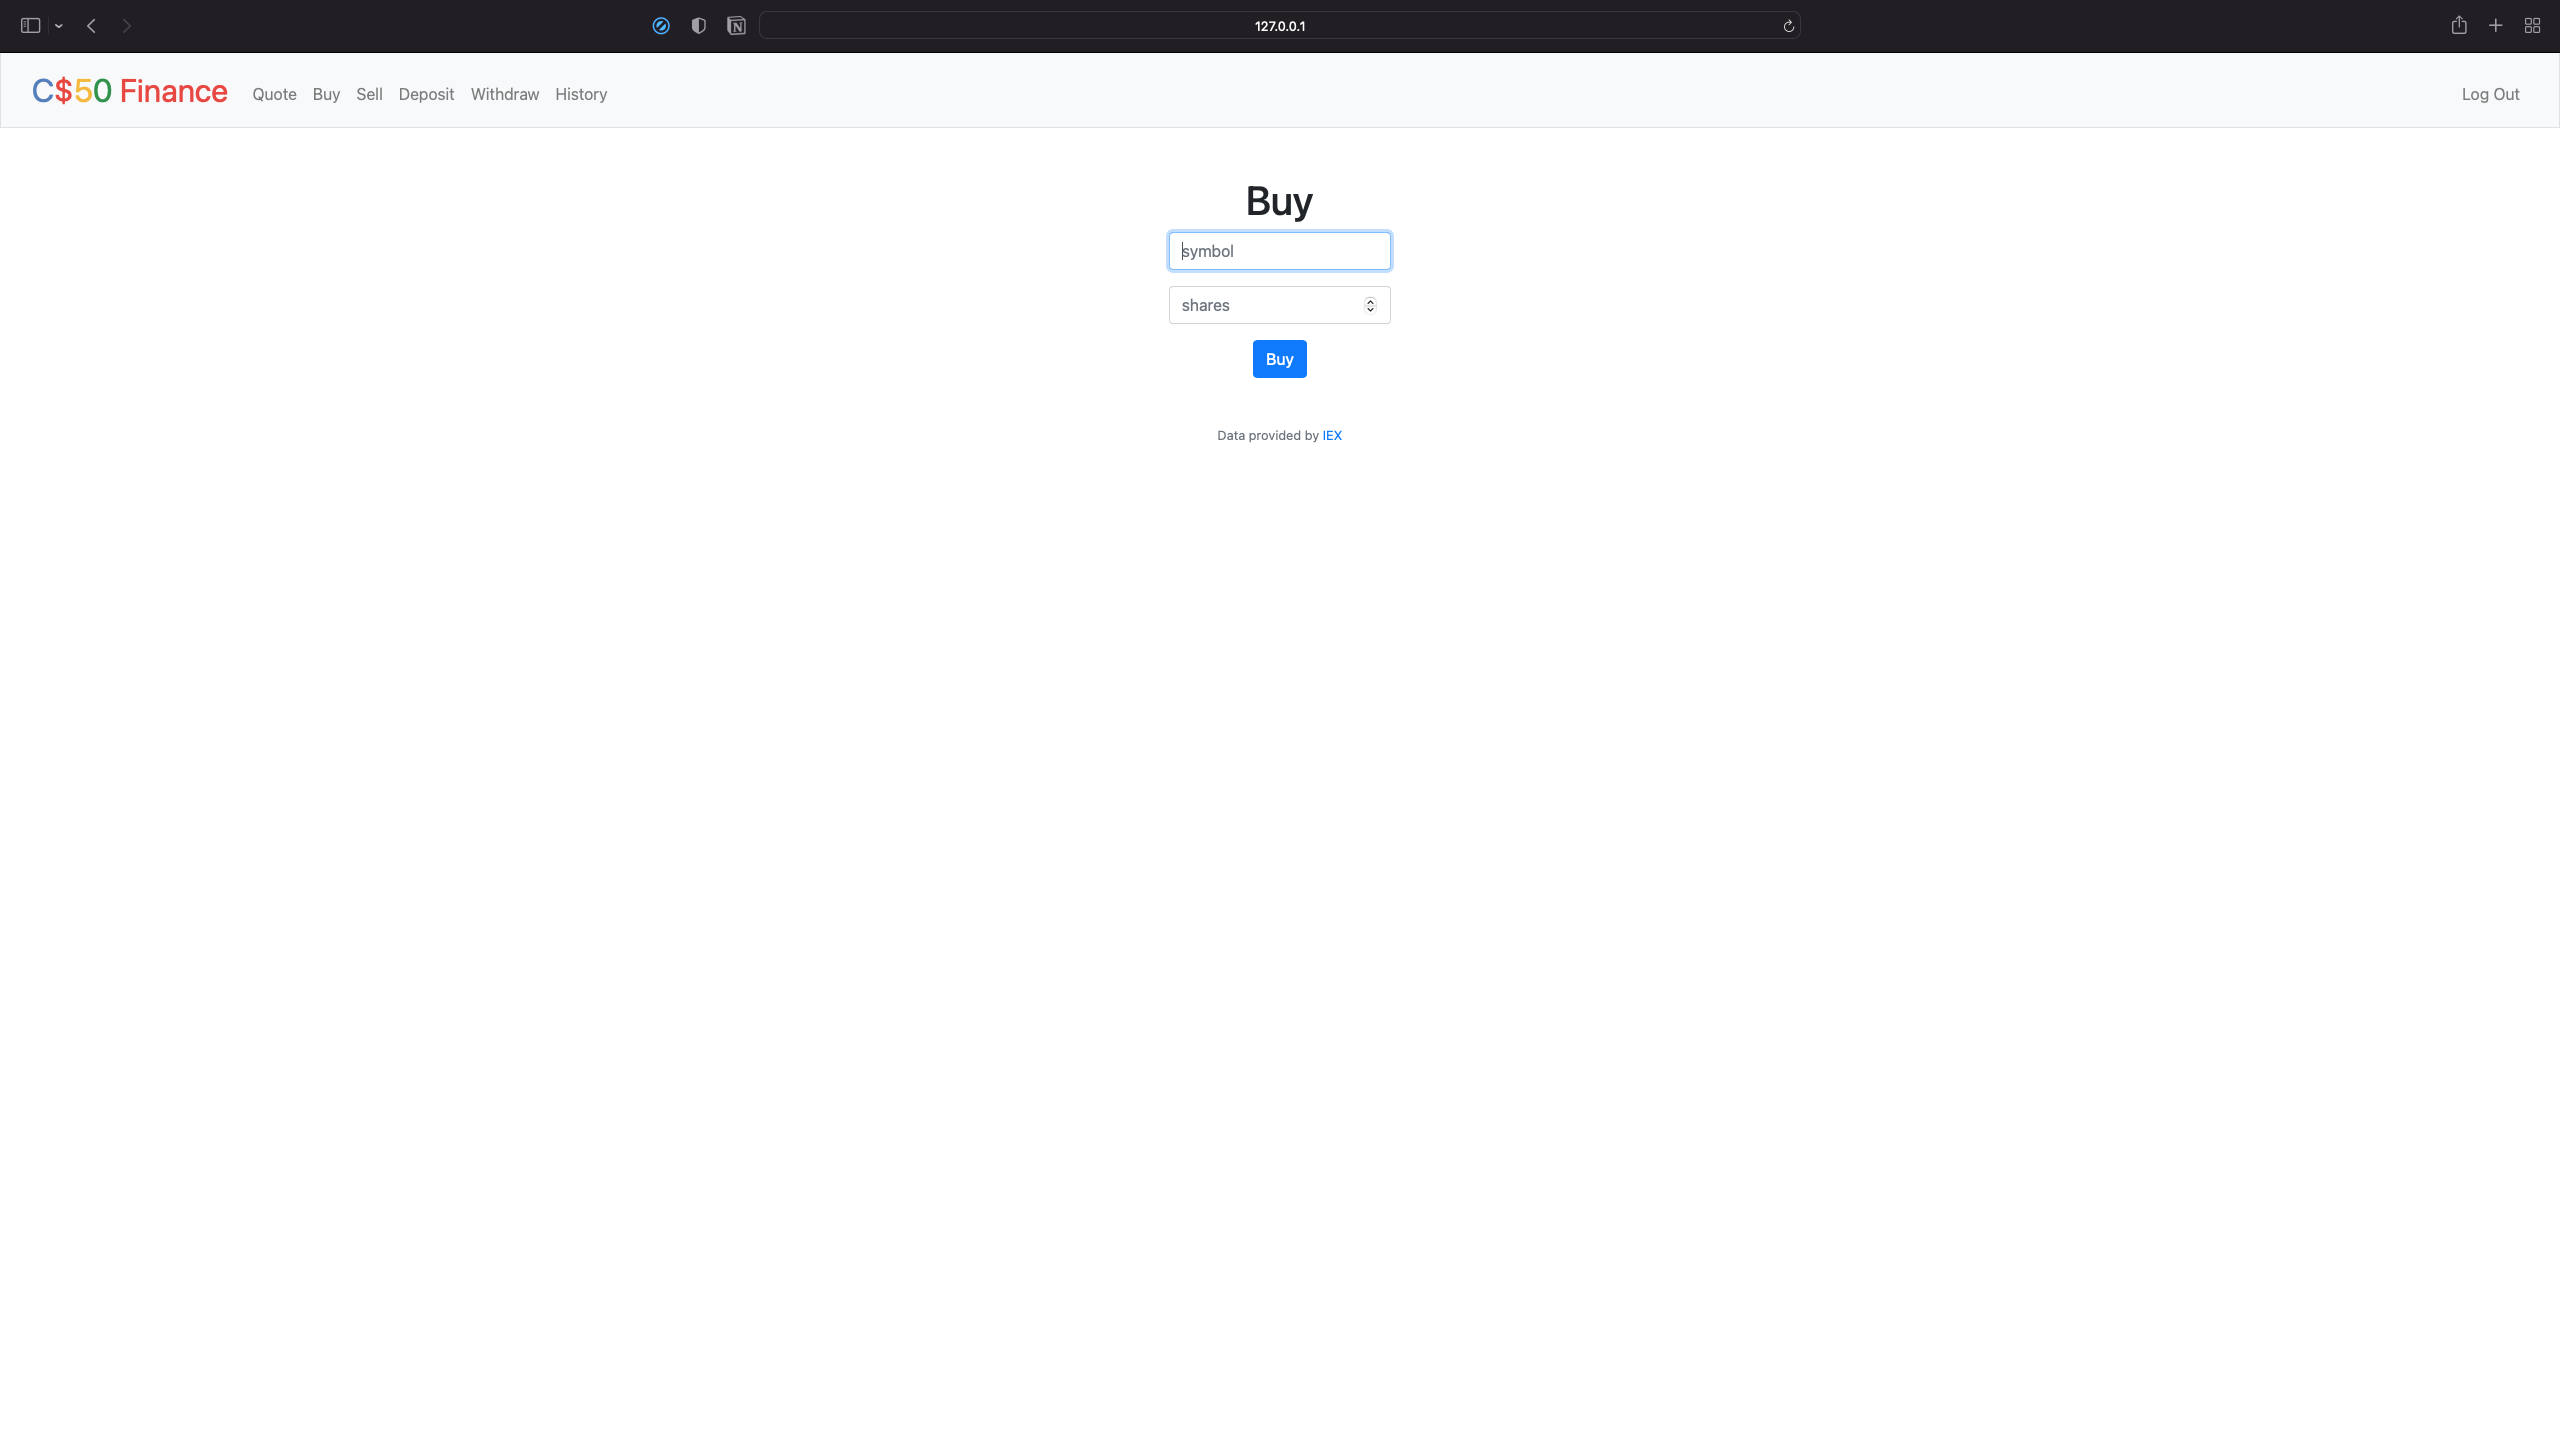 127.0.0.1
C$50 Finance Quote Buy Sell Deposit Withdraw History Log Out
Buy
symbol
shares
Buy
Data provided by IEX